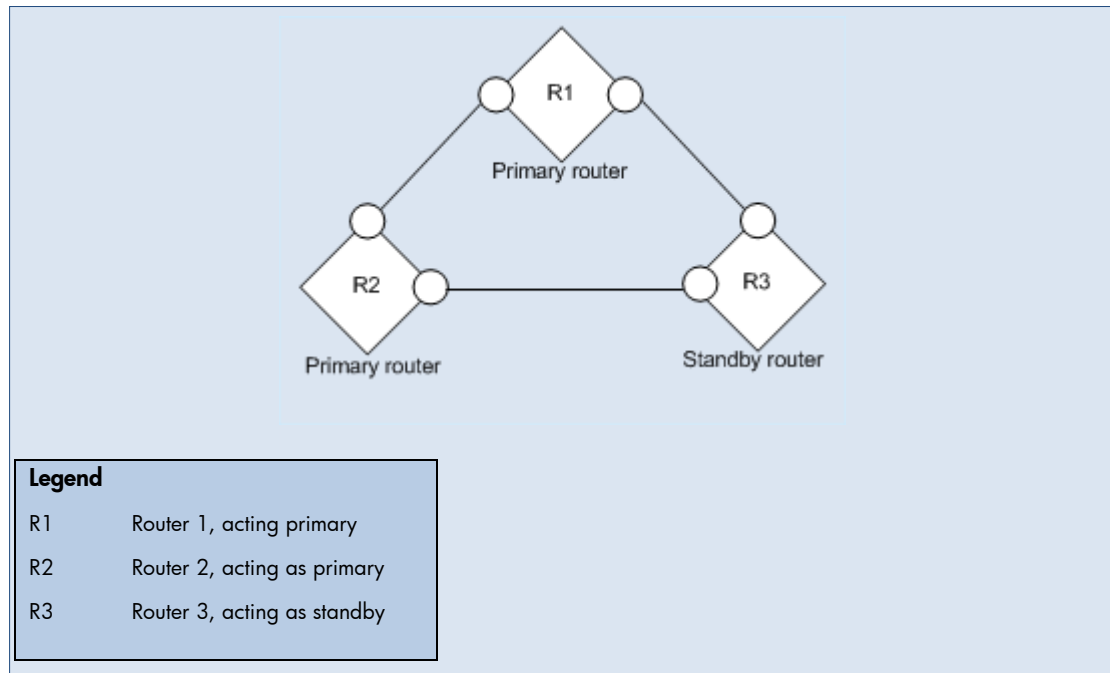 R1
Primary router
R2
Primary router
R3
Standby router
Legend
R1 Router 1, acting primary
R2 Router 2, acting as primary
R3 Router 3, acting as standby